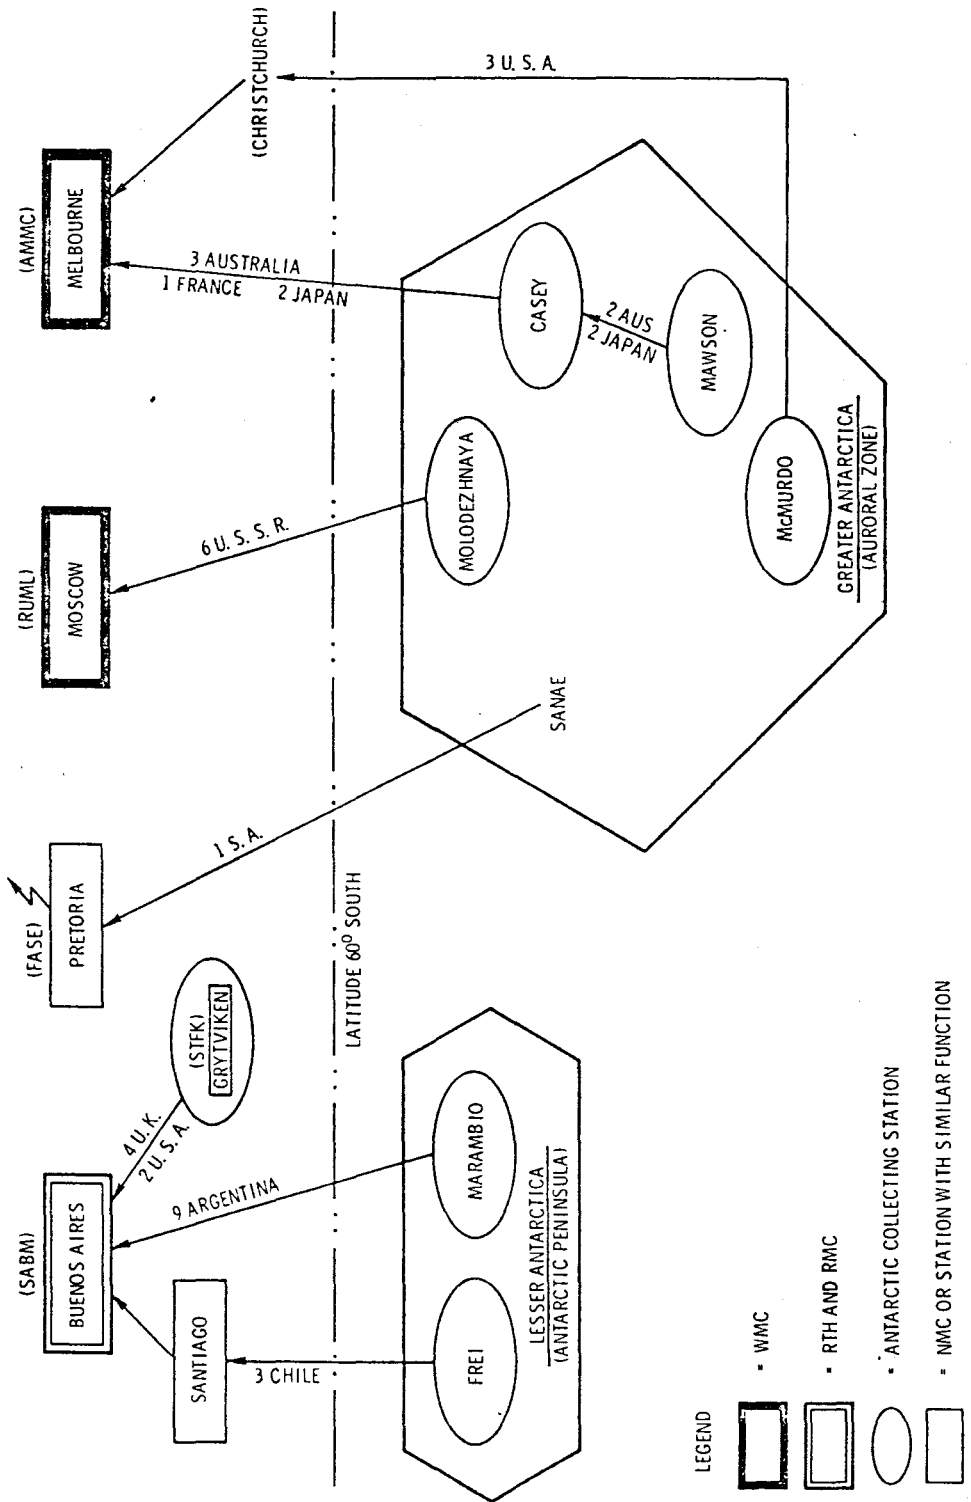 (SABM)
BUENOS AIRES
SANTIAGO
(STFK)
GRYTVIKEN
4 U.K.
2 U.S.A.
(FASE)
PRETORIA
(RUML)
MOSCOW
(AMMC)
MELBOURNE
(CHRISTCHURCH)
3 CHILE
9 ARGENTINA
1 S.A.
6 U.S.S.R.
3 AUSTRALIA
1 FRANCE 2 JAPAN
3 U.S.A.
LATITUDE 60⁰ SOUTH
FREI
MARAMBIO
LESSER ANTARCTICA
(ANTARCTIC PENINSULA)
SANAE
MOLODEZHNAYA
CASEY
2 AUS
2 JAPAN
MAWSON
McMURDO
GREATER ANTARCTICA
(AURORAL ZONE)
LEGEND
= WMC
= RTH AND RMC
= ANTARCTIC COLLECTING STATION
= NMC OR STATION WITH SIMILAR FUNCTION